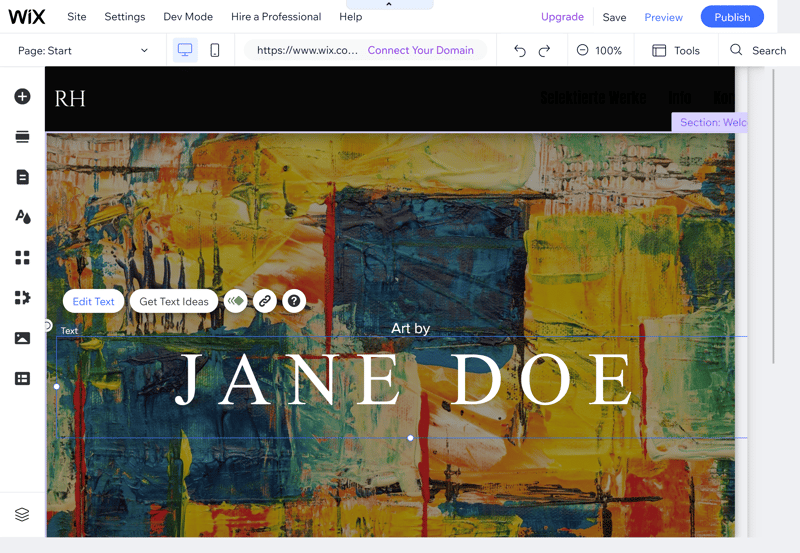 WiX Site Settings Dev Mode Hire a Professional Help Upgrade Save Preview Publish
Page: Start https://www.wix.co... Connect Your Domain 100% Tools Search
RH Selektierte Werke Info
Section: Welc
Edit Text Get Text Ideas
Text
Art by
JANE DOE